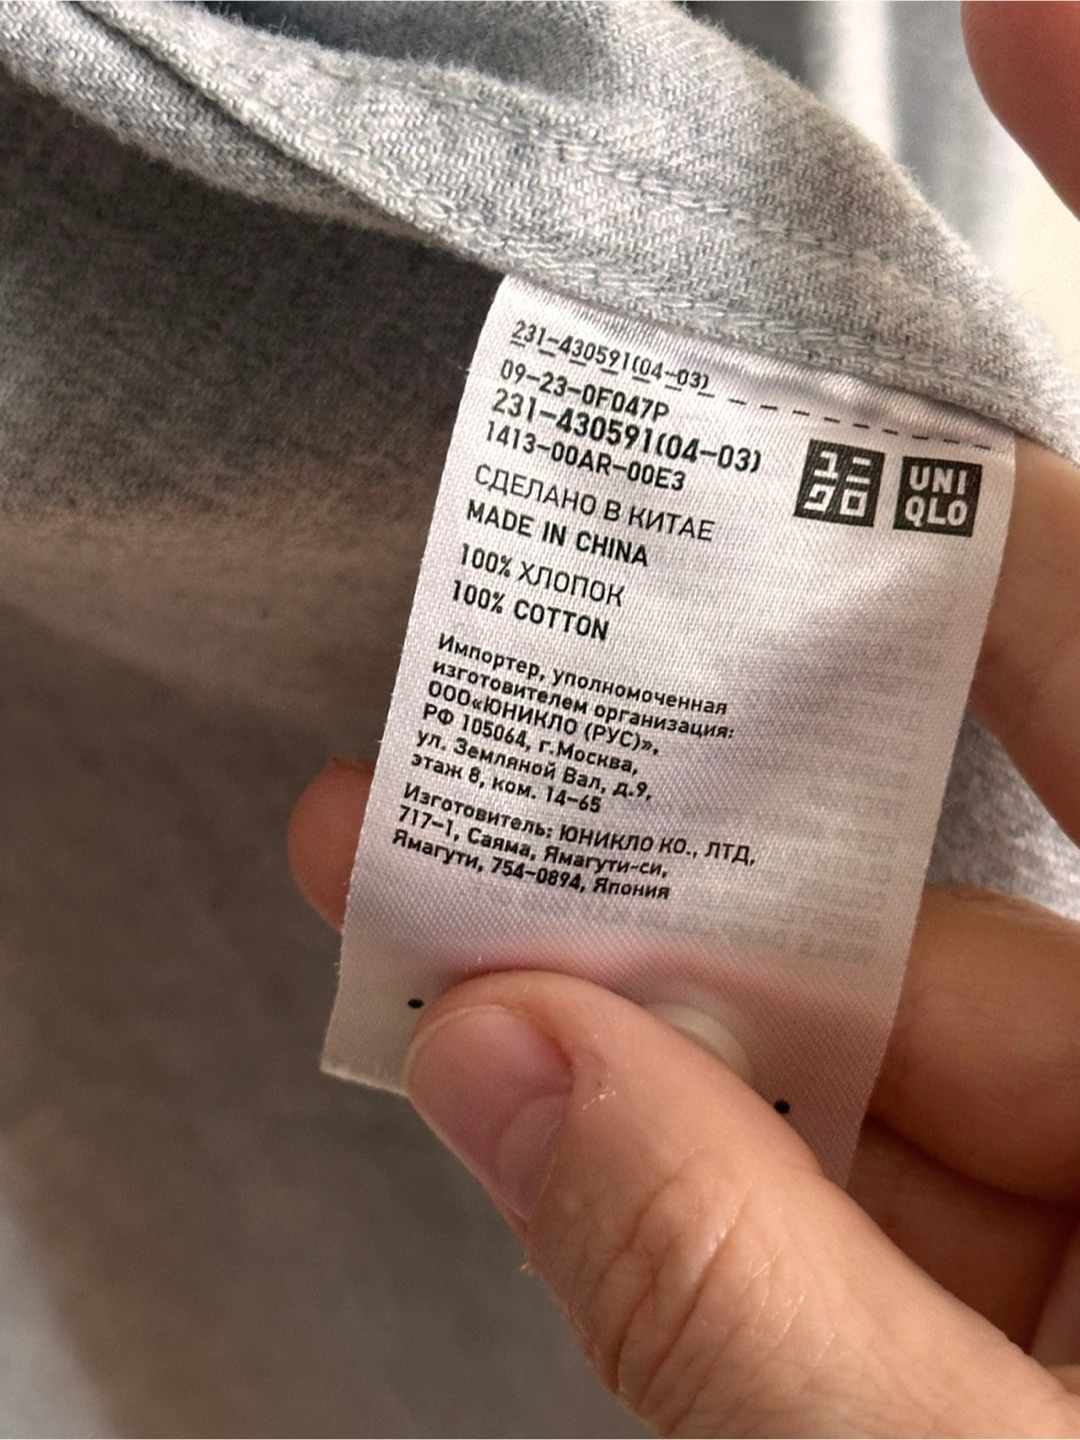 231-430591(04-03)
09-23-0F047P
231-430591(04-03)
1413-00AR-00E3
СДЕЛАНО В КИТАЕ
MADE IN CHINA
100% ХЛОПОК
100% COTTON
ユニ
クロ
UNI
QLO
Импортер, уполномоченная
изготовителем организация:
ООО«ЮНИКЛО (РУС)»,
РФ 105064, г.Москва,
ул. Земляной Вал, д.9,
этаж 8, ком. 14-65
Изготовитель: ЮНИКЛО КО., ЛТД,
717-1, Саяма, Ямагути-си,
Ямагути, 754-0894, Япония